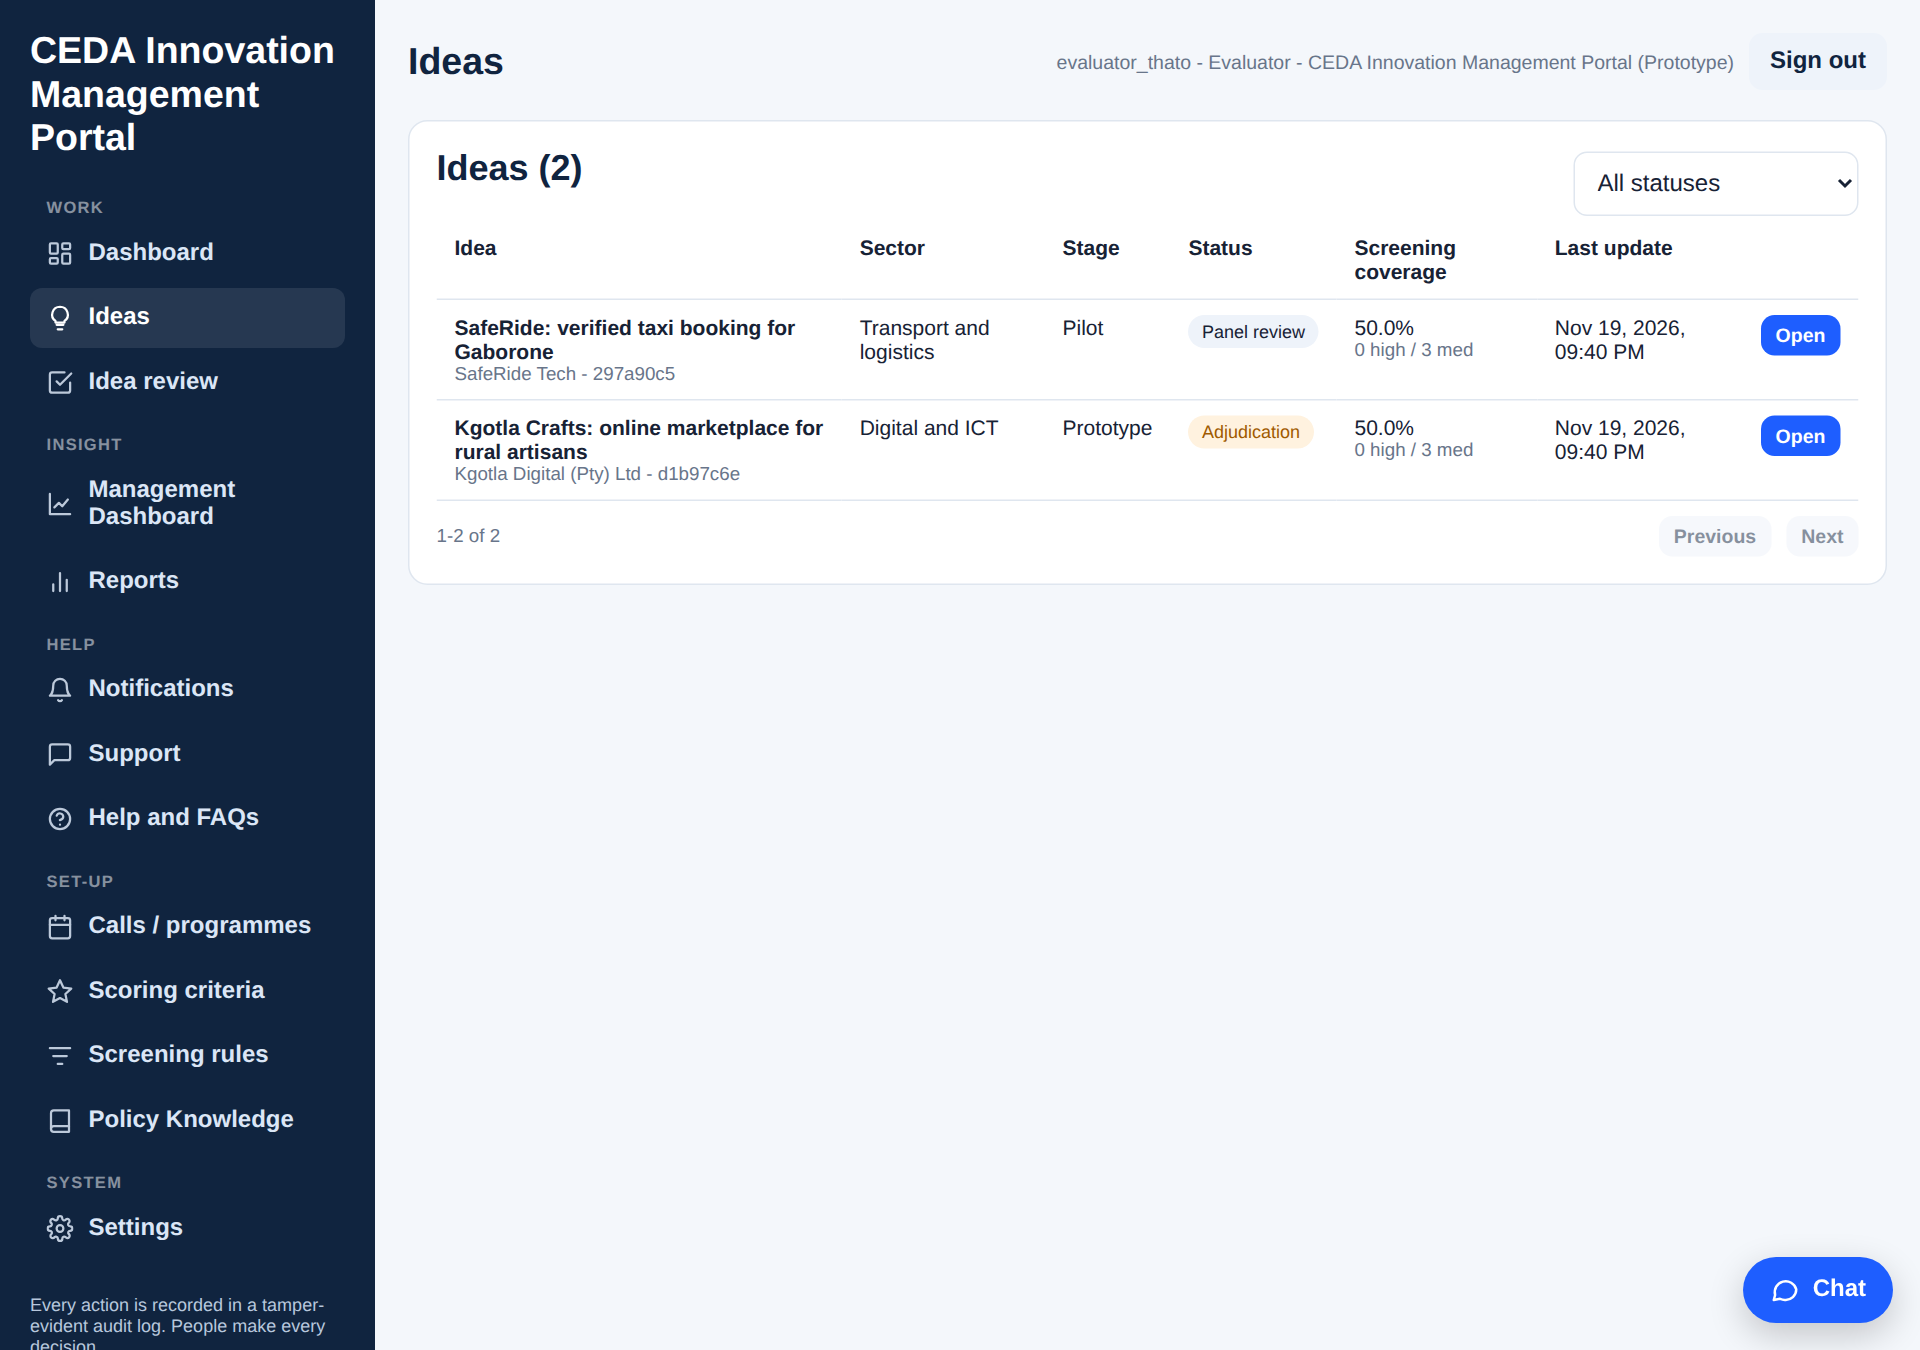 CEDA Innovation
Management
Portal
WORK
Dashboard
Ideas
Idea review
INSIGHT
Management
Dashboard
Reports
HELP
Notifications
Support
Help and FAQs
SET-UP
Calls / programmes
Scoring criteria
Screening rules
Policy Knowledge
SYSTEM
Settings
Every action is recorded in a tamper-
evident audit log. People make every
decision
Ideas
evaluator_thato - Evaluator - CEDA Innovation Management Portal (Prototype)
Sign out
Ideas (2)
All statuses
Idea Sector Stage Status Screening coverage Last update
SafeRide: verified taxi booking for
Gaborone
SafeRide Tech - 297a90c5
Transport and
logistics
Pilot
Panel review
50.0%
0 high / 3 med
Nov 19, 2026,
09:40 PM
Open
Kgotla Crafts: online marketplace for
rural artisans
Kgotla Digital (Pty) Ltd - d1b97c6e
Digital and ICT
Prototype
Adjudication
50.0%
0 high / 3 med
Nov 19, 2026,
09:40 PM
Open
1-2 of 2
Previous
Next
Chat